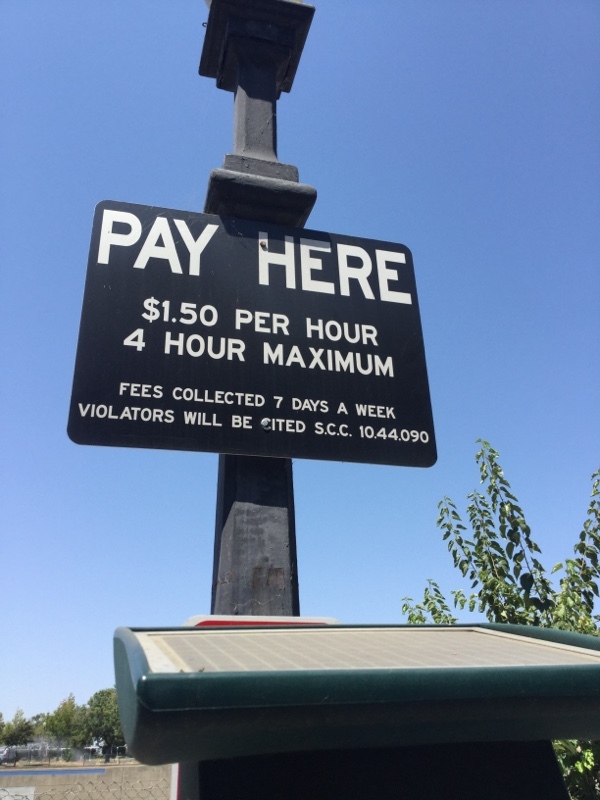 PAY HERE
$1.50 PER HOUR
4 HOUR MAXIMUM
FEES COLLECTED 7 DAYS A WEEK
VIOLATORS WILL BE CITED S.C.C. 10.44.090